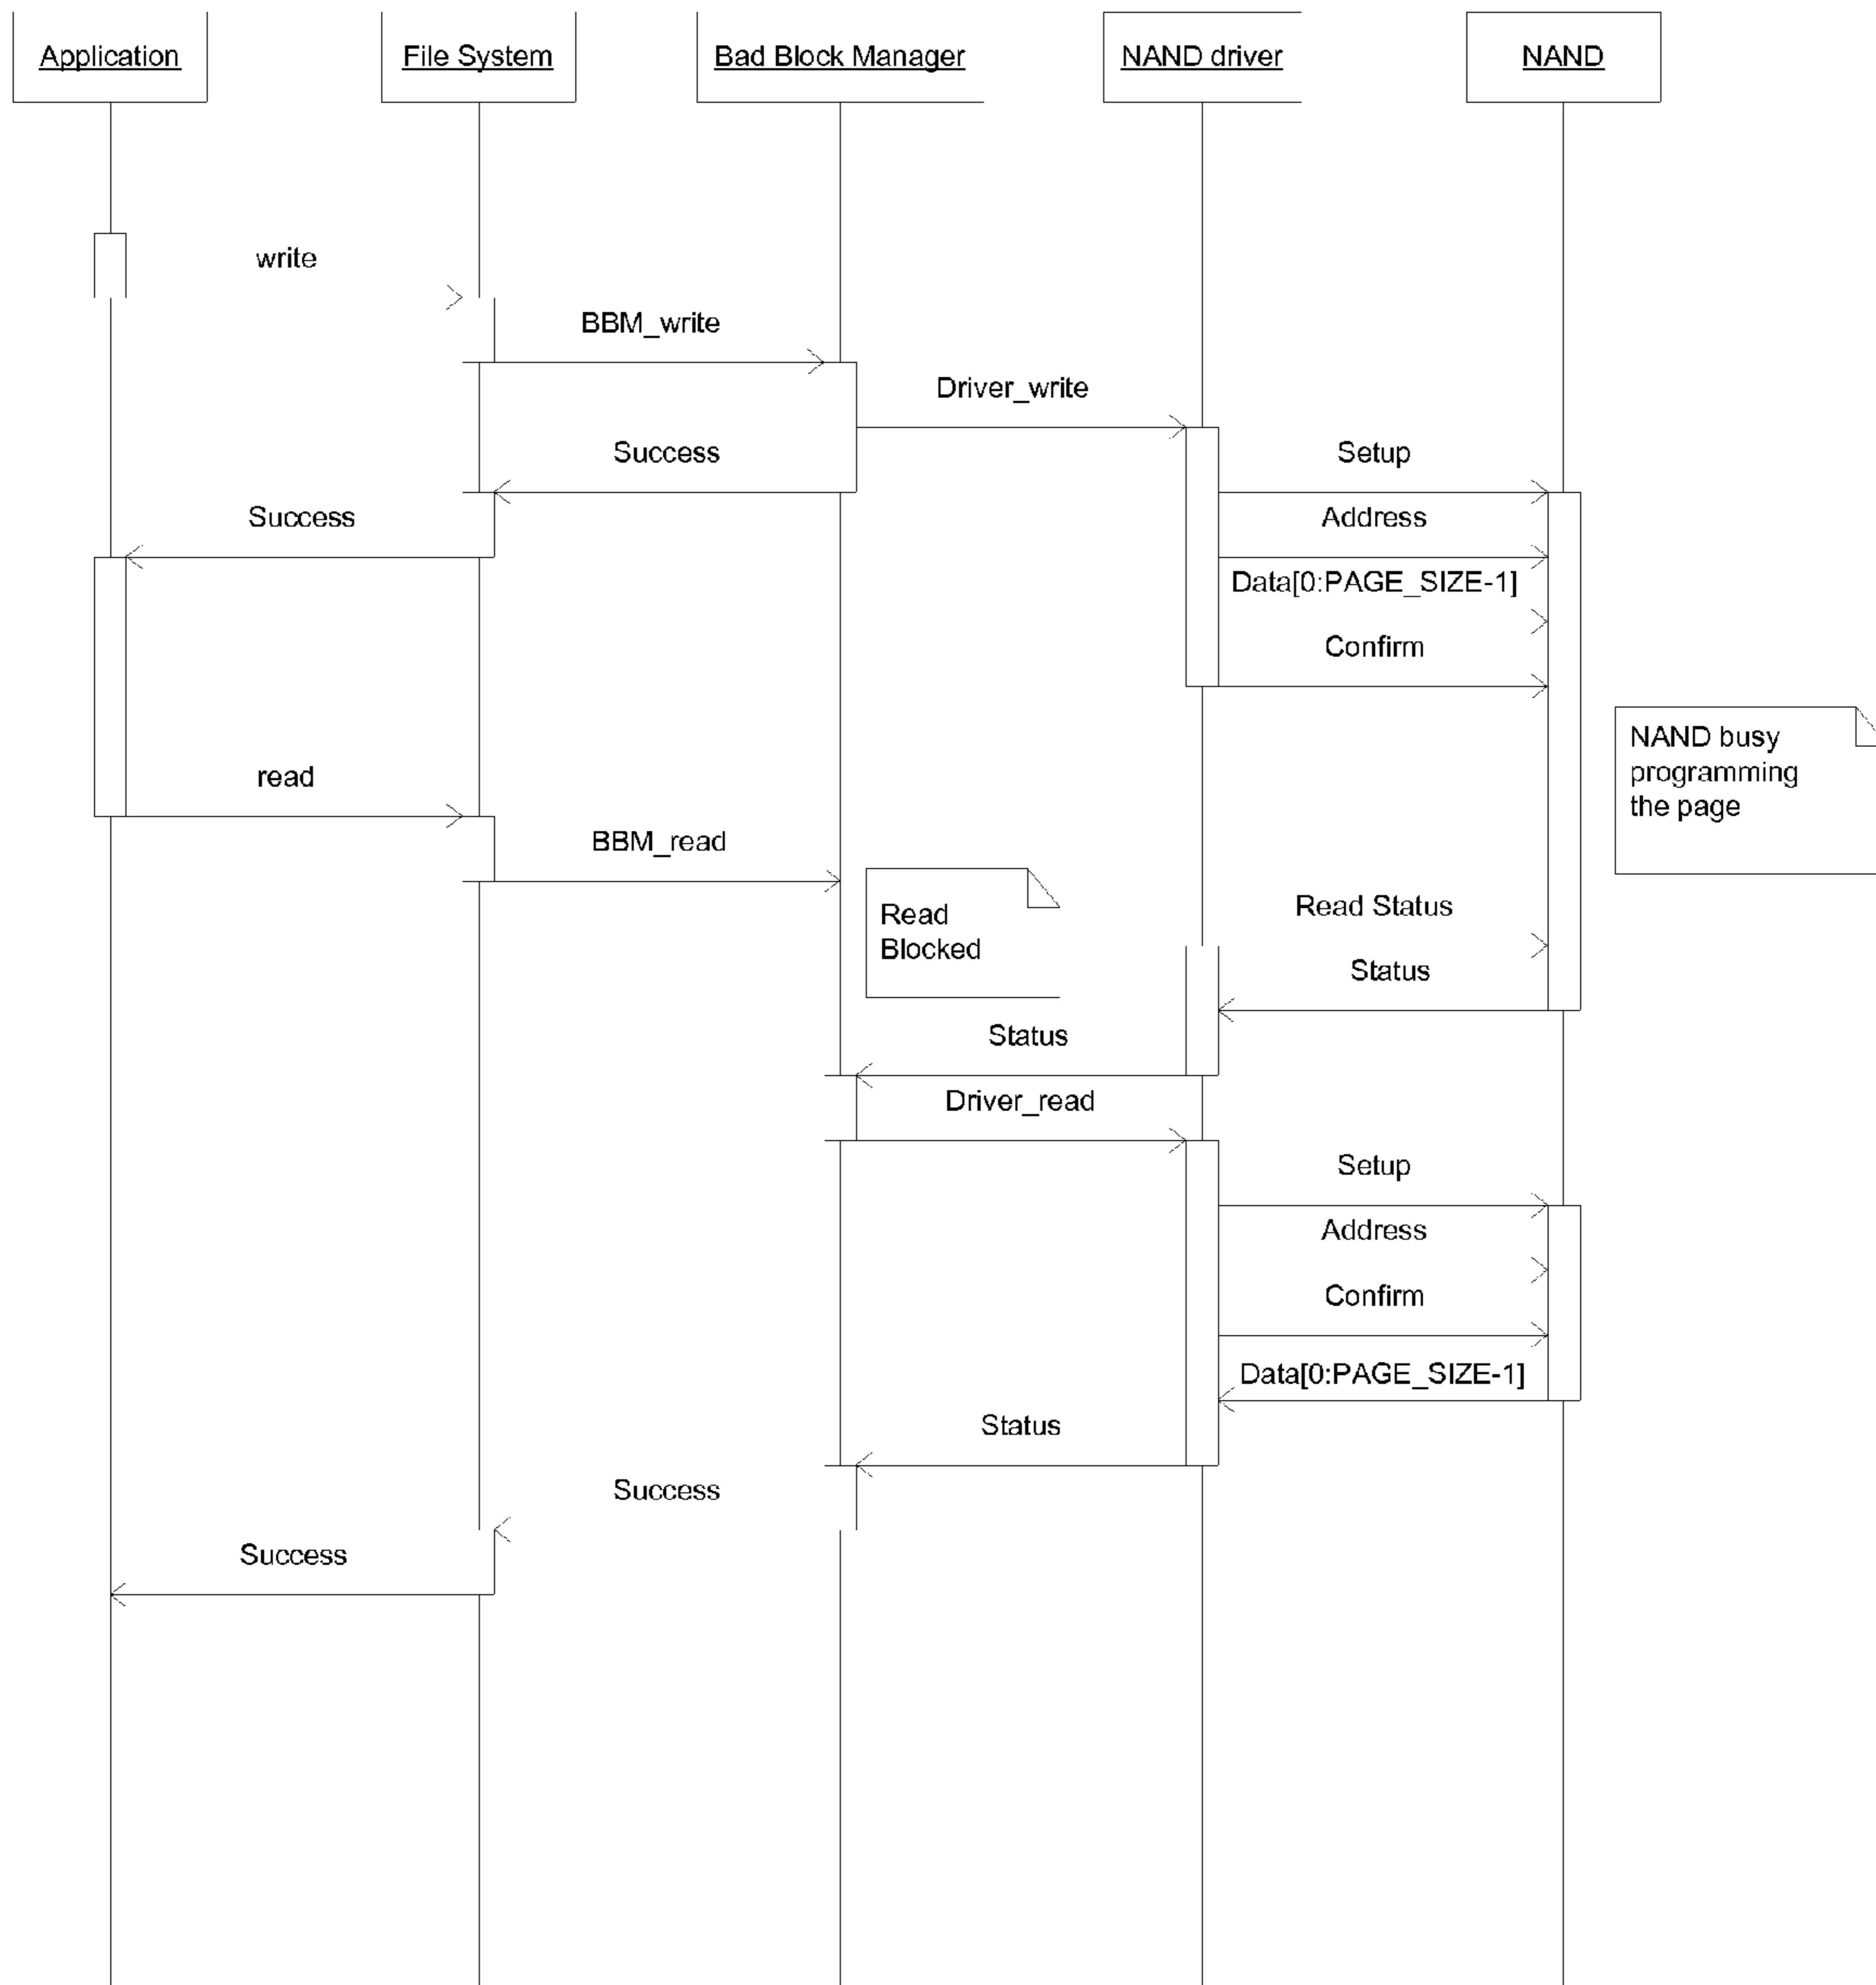 Application
File System
Bad Block Manager
NAND driver
NAND
write
BBM_write
Driver_write
Success
Setup
Success
Address
Data[0:PAGE_SIZE-1]
Confirm
NAND busy
programming
the page
read
BBM_read
Read
Blocked
Read Status
Status
Status
Driver_read
Setup
Address
Confirm
Data[0:PAGE_SIZE-1]
Status
Success
Success